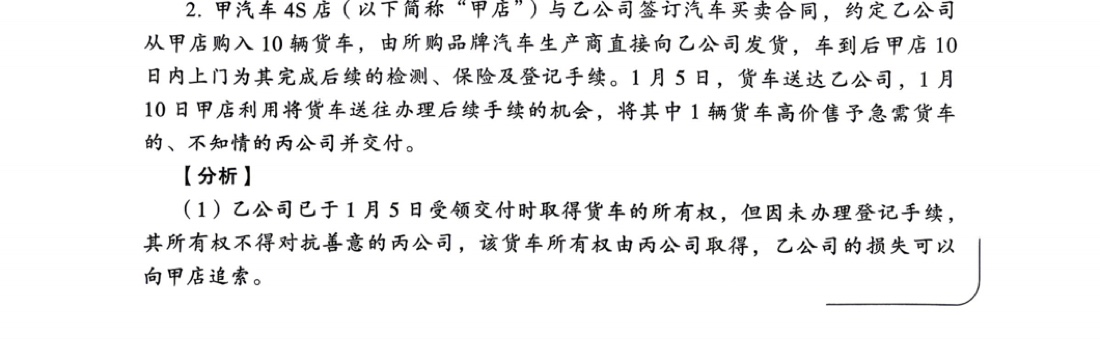 2. 甲汽车 4S 店（以下简称“甲店”）与乙公司签订汽车买卖合同，约定乙公司
从甲店购入 10 辆货车，由所购品牌汽车生产商直接向乙公司发货，车到后甲店 10
日内上门为其完成后续的检测、保险及登记手续。1 月 5 日，货车送达乙公司，1 月
10 日甲店利用将货车送往办理后续手续的机会，将其中 1 辆货车高价售予急需货车
的、不知情的丙公司并交付。
【分析】
（1）乙公司已于 1 月 5 日受领交付时取得货车的所有权，但因未办理登记手续，
其所有权不得对抗善意的丙公司，该货车所有权由丙公司取得，乙公司的损失可以
向甲店追索。